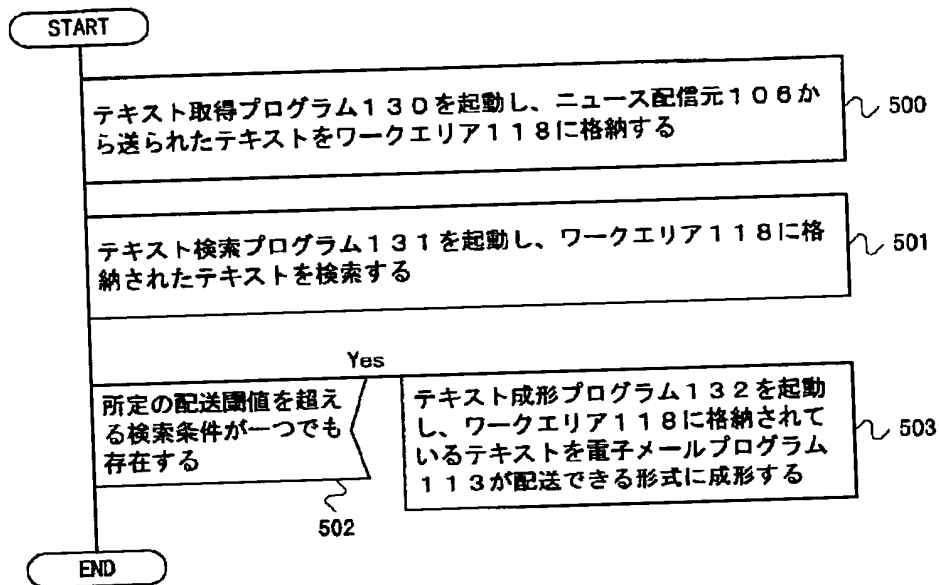 START
テキスト取得プログラム１３０を起動し、ニュース配信元１０６か
ら送られたテキストをワークエリア１１８に格納する
500
テキスト検索プログラム１３１を起動し、ワークエリア１１８に格
納されたテキストを検索する
501
Yes
所定の配送閾値を超え
る検索条件が一つでも
存在する
502
テキスト成形プログラム１３２を起動
し、ワークエリア１１８に格納されて
いるテキストを電子メールプログラム
１１３が配送できる形式に成形する
503
END